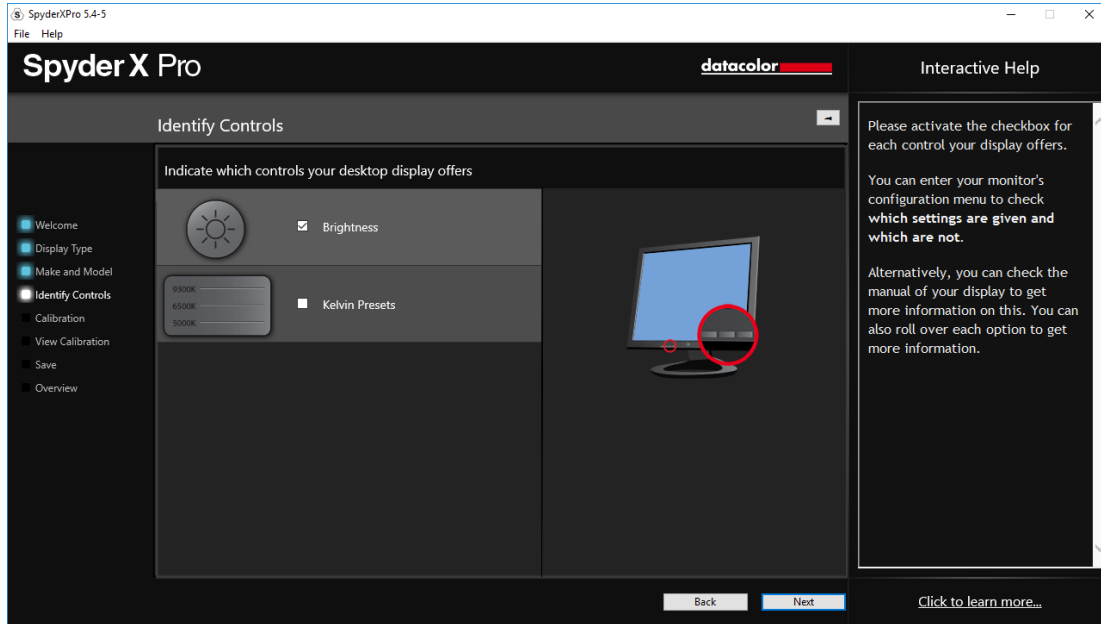 SpyderXPro 5.4-5
File Help
Spyder X Pro
datacolor
Interactive Help
Identify Controls
Indicate which controls your desktop display offers
Welcome
Display Type
Make and Model
Identify Controls
Calibration
View Calibration
Save
Overview
Brightness
9300K
6500K
5000K
Kelvin Presets
Please activate the checkbox for
each control your display offers.
You can enter your monitor's
configuration menu to check
which settings are given and
which are not.
Alternatively, you can check the
manual of your display to get
more information on this. You can
also roll over each option to get
more information.
Back
Next
Click to learn more...